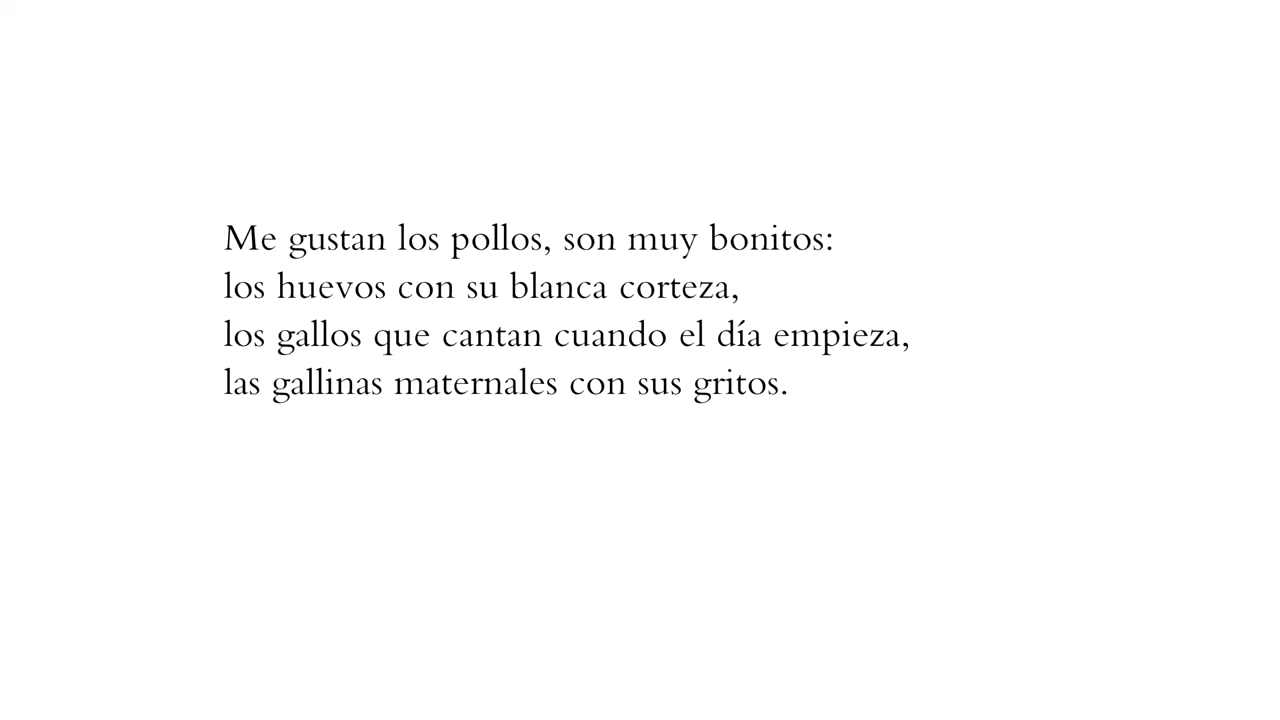 Me gustan los pollos, son muy bonitos:
los huevos con su blanca corteza,
los gallos que cantan cuando el día empieza,
las gallinas maternales con sus gritos.